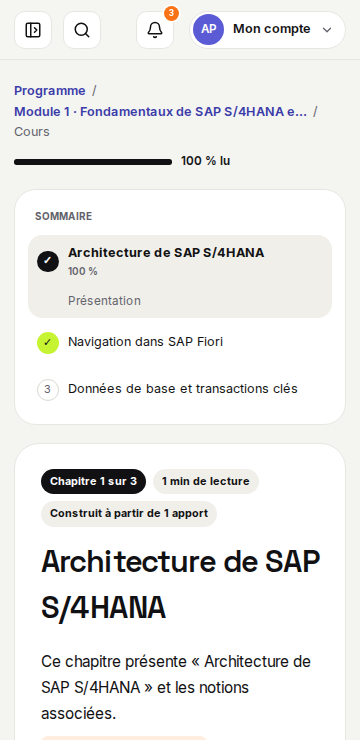 3
AP Mon compte
Programme /
Module 1 · Fondamentaux de SAP S/4HANA e… /
Cours
100 % lu
SOMMAIRE
✓ Architecture de SAP S/4HANA
100 %
Présentation
✓ Navigation dans SAP Fiori
3 Données de base et transactions clés
Chapitre 1 sur 3 1 min de lecture
Construit à partir de 1 apport
Architecture de SAP
S/4HANA
Ce chapitre présente « Architecture de
SAP S/4HANA » et les notions
associées.